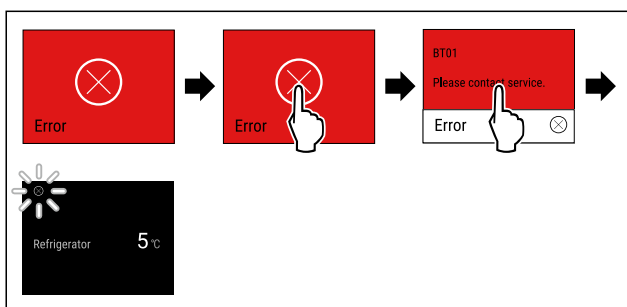 Error
Error
BT01
Please contact service.
Error
Refrigerator 5 °C